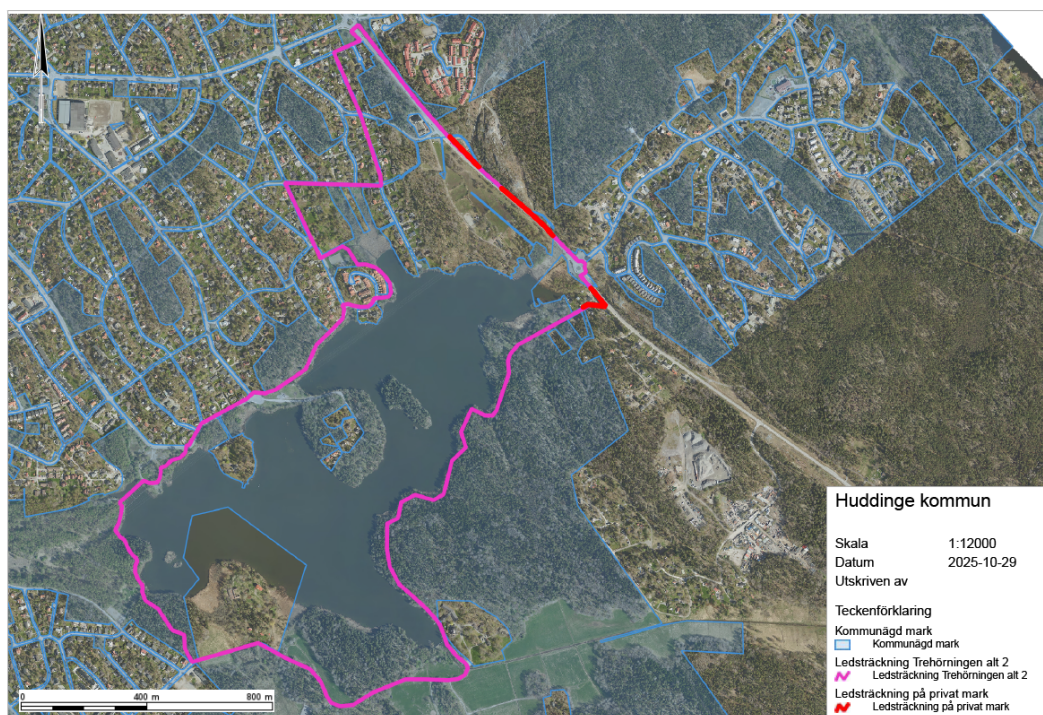 Huddinge kommun
Skala 1:12000
Datum 2025-10-29
Utskriven av
Teckenförklaring
Kommunägd mark
Kommunägd mark
Ledsträckning Trehörningen alt 2
Ledsträckning Trehörningen alt 2
Ledsträckning på privat mark
Ledsträckning på privat mark
0 400 m 800 m